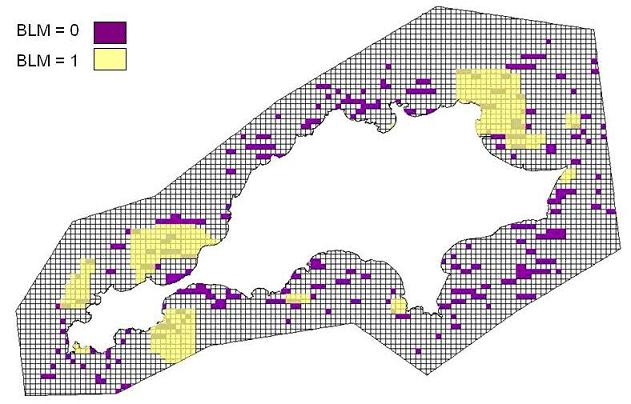 BLM = 0
BLM = 1